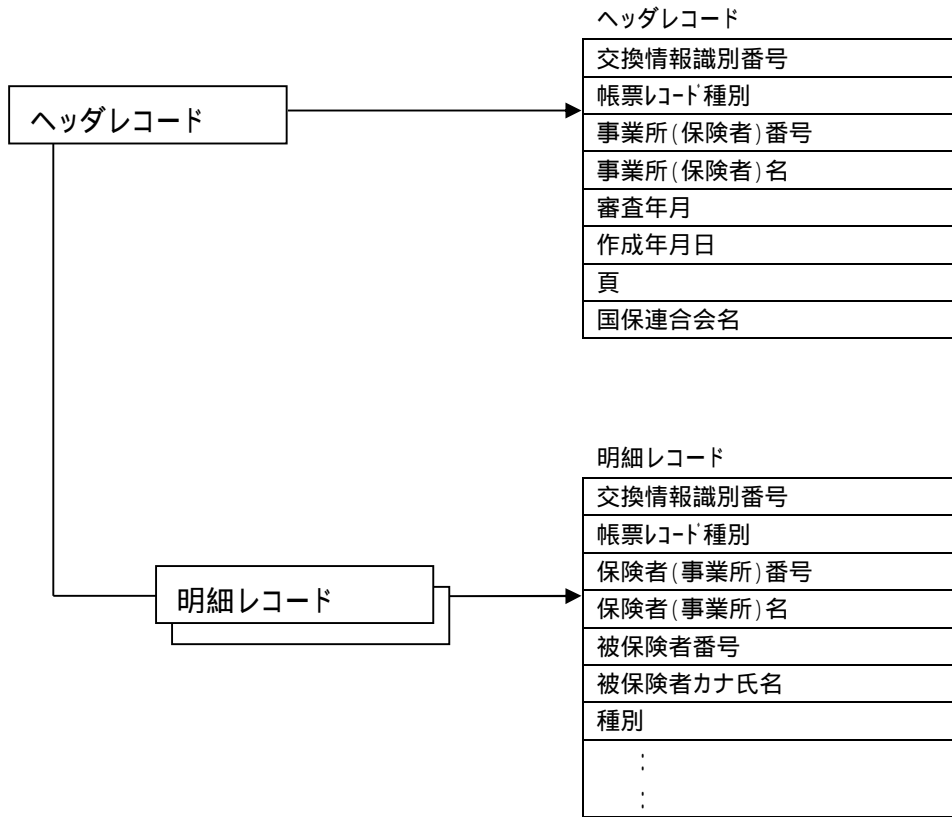 ヘッダレコード
ヘッダレコード
交換情報識別番号
帳票ﾚｺｰﾄﾞ種別
事業所(保険者)番号
事業所(保険者)名
審査年月
作成年月日
頁
国保連合会名
明細レコード
明細レコード
交換情報識別番号
帳票ﾚｺｰﾄﾞ種別
保険者(事業所)番号
保険者(事業所)名
被保険者番号
被保険者カナ氏名
種別
:
: